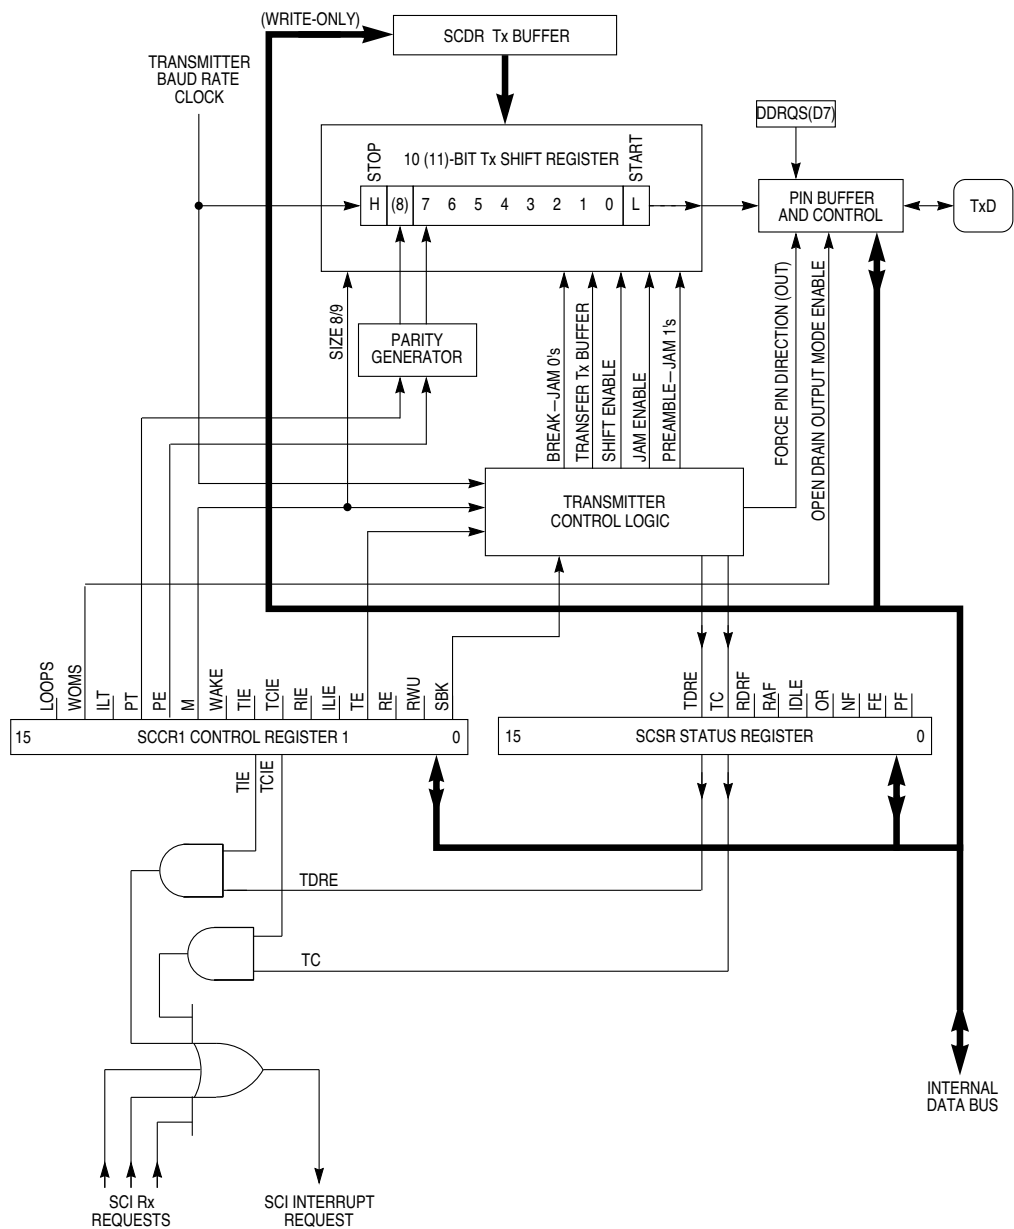 (WRITE-ONLY)
SCDR Tx BUFFER
TRANSMITTER
BAUD RATE
CLOCK
DDRQS(D7)
10 (11)-BIT Tx SHIFT REGISTER
STOP
START
H (8) 7 6 5 4 3 2 1 0 L
PIN BUFFER
AND CONTROL
TxD
SIZE 8/9
PARITY
GENERATOR
BREAK—JAM 0's
TRANSFER Tx BUFFER
SHIFT ENABLE
JAM ENABLE
PREAMBLE—JAM 1's
FORCE PIN DIRECTION (OUT)
OPEN DRAIN OUTPUT MODE ENABLE
TRANSMITTER
CONTROL LOGIC
LOOPS
WOMS
ILT
PT
PE
M
WAKE
TIE
TCIE
RIE
ILIE
TE
RE
RWU
SBK
TDRE
TC
RDRF
RAF
IDLE
OR
NF
FE
PF
15 SCCR1 CONTROL REGISTER 1 0
15 SCSR STATUS REGISTER 0
TIE
TCIE
TDRE
TC
INTERNAL
DATA BUS
SCI Rx
REQUESTS
SCI INTERRUPT
REQUEST